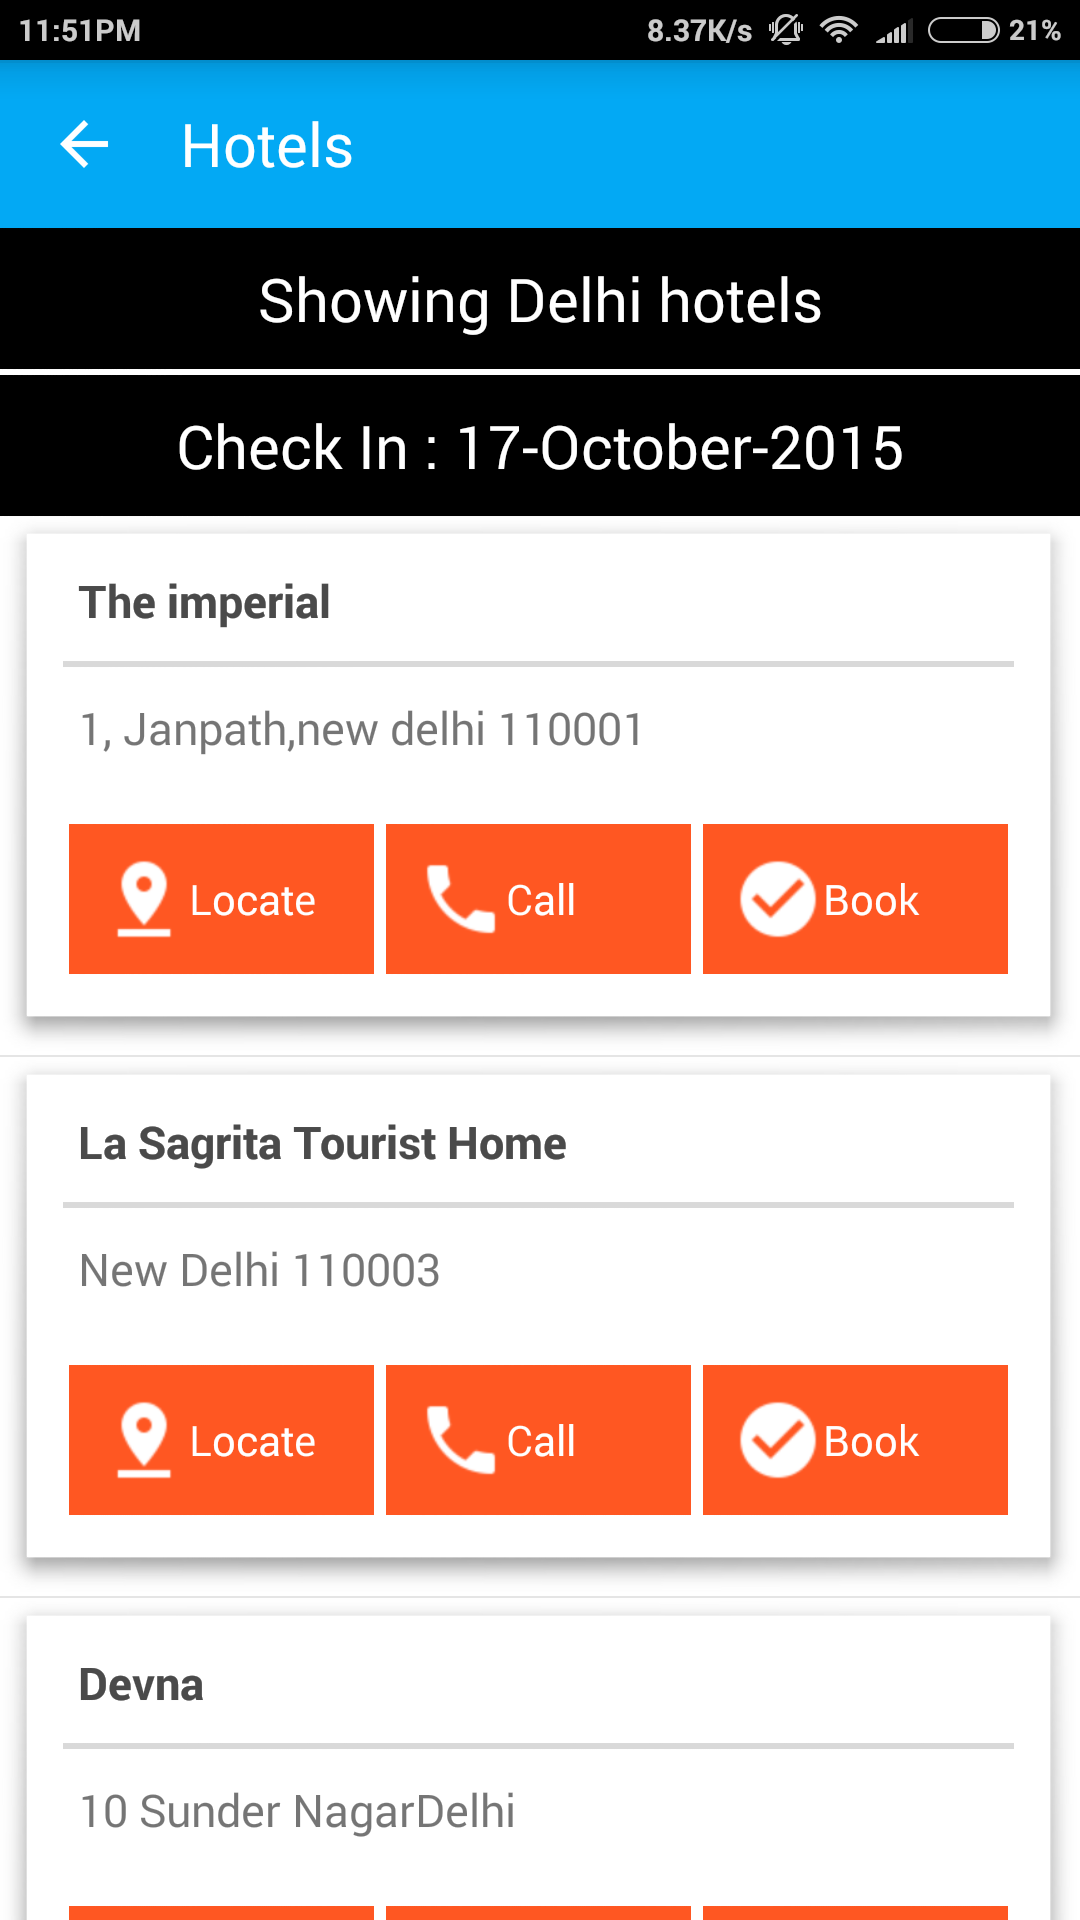 11:51PM 8.37K/s 21%
Hotels
Showing Delhi hotels
Check In : 17-October-2015
The imperial
1, Janpath,new delhi 110001
Locate Call Book
La Sagrita Tourist Home
New Delhi 110003
Locate Call Book
Devna
10 Sunder NagarDelhi